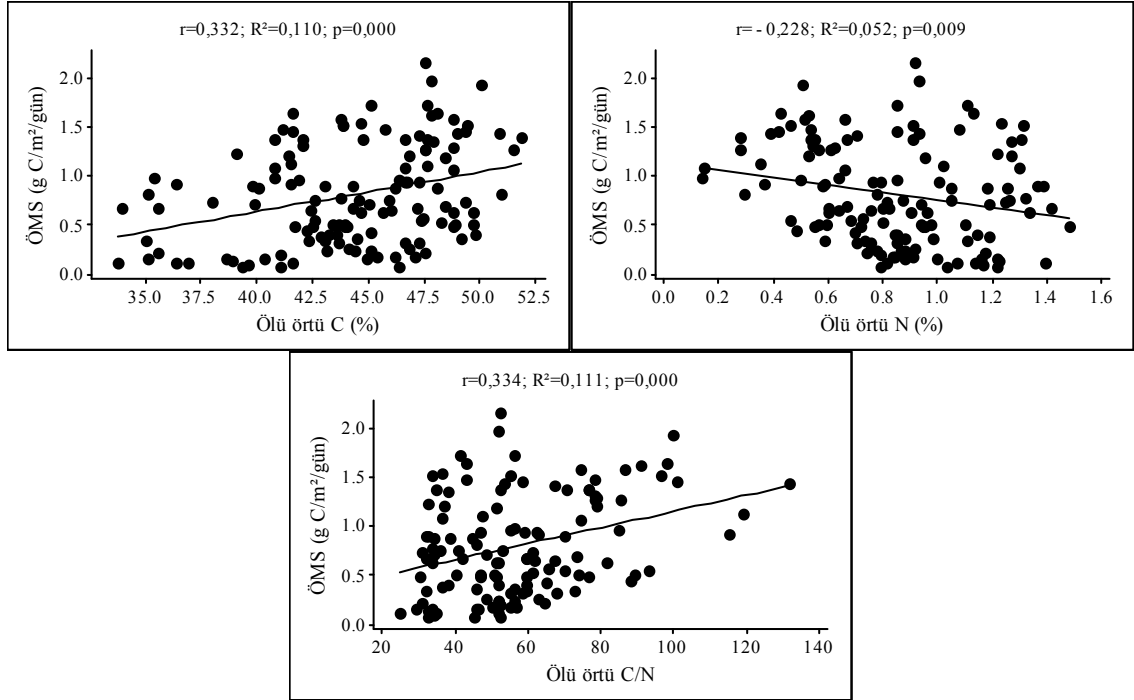 r=0,332; R²=0,110; p=0,000
ÖMS (g C/m²/gün)
2.0
1.5
1.0
0.5
0.0
35.0 37.5 40.0 42.5 45.0 47.5 50.0 52.5
Ölü örtü C (%)
r= - 0,228; R²=0,052; p=0,009
ÖMS (g C/m²/gün)
2.0
1.5
1.0
0.5
0.0
0.0 0.2 0.4 0.6 0.8 1.0 1.2 1.4 1.6
Ölü örtü N (%)
r=0,334; R²=0,111; p=0,000
ÖMS (g C/m²/gün)
2.0
1.5
1.0
0.5
0.0
20 40 60 80 100 120 140
Ölü örtü C/N